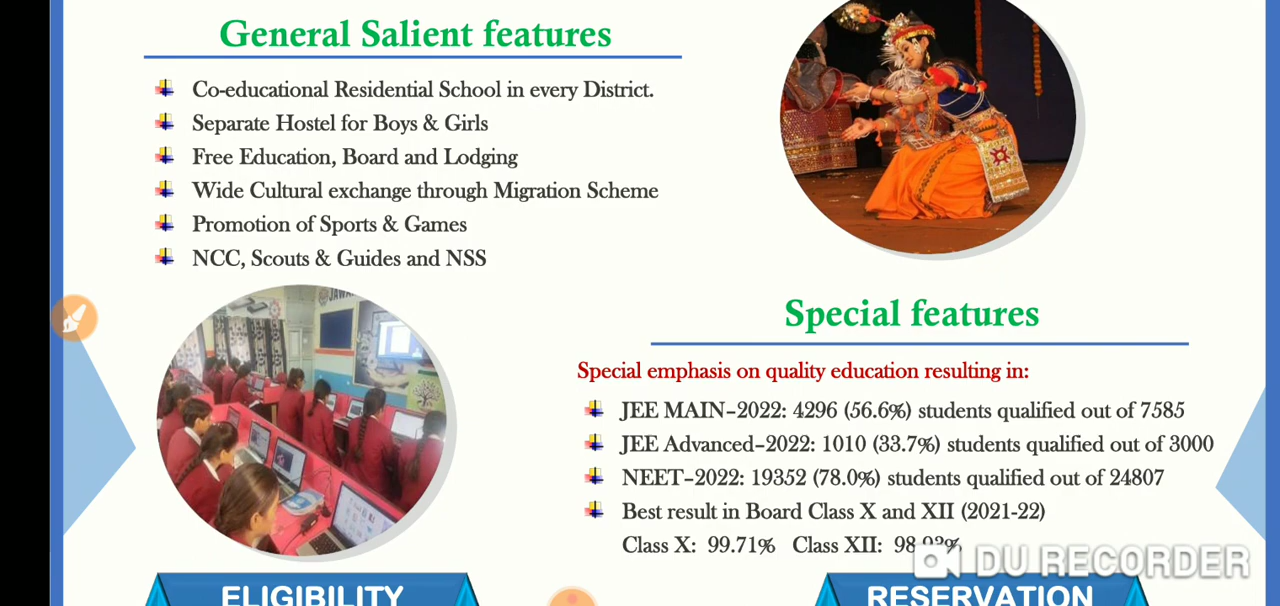 General Salient features
Co-educational Residential School in every District.
Separate Hostel for Boys & Girls
Free Education, Board and Lodging
Wide Cultural exchange through Migration Scheme
Promotion of Sports & Games
NCC, Scouts & Guides and NSS
Special features
Special emphasis on quality education resulting in:
JEE MAIN-2022: 4296 (56.6%) students qualified out of 7585
JEE Advanced-2022: 1010 (33.7%) students qualified out of 3000
NEET-2022: 19352 (78.0%) students qualified out of 24807
Best result in Board Class X and XII (2021-22)
Class X: 99.71% Class XII:
DU RECORDER
ELIGIBILITY
RESERVATION